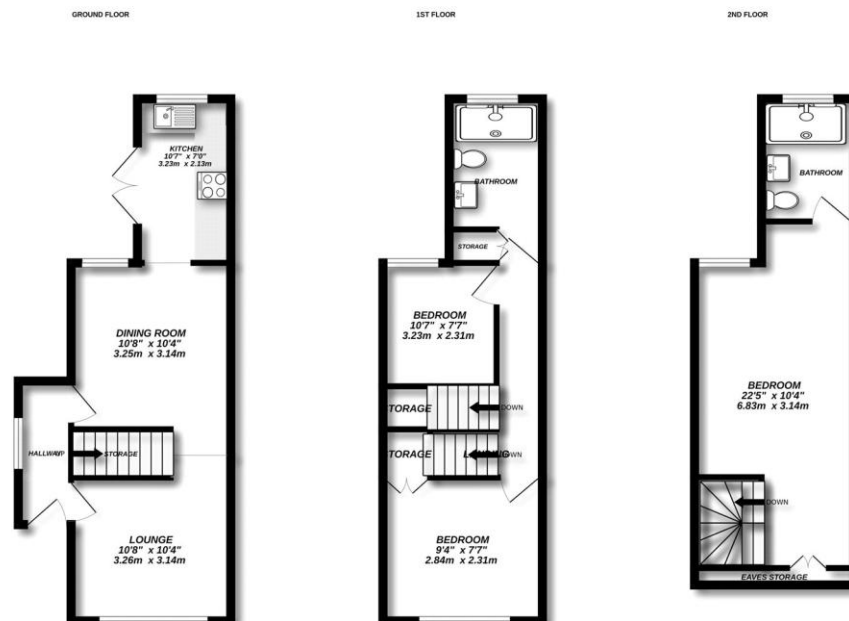 GROUND FLOOR
1ST FLOOR
2ND FLOOR
KITCHEN
10'7" x 7'0"
3.23m x 2.13m
DINING ROOM
10'8" x 10'4"
3.25m x 3.14m
HALLWAY
UP
STORAGE
LOUNGE
10'8" x 10'4"
3.26m x 3.14m
BATHROOM
STORAGE
BEDROOM
10'7" x 7'7"
3.23m x 2.31m
TORAGE
DOWN
TORAGE
DOWN
BEDROOM
9'4" x 7'7"
2.84m x 2.31m
BATHROOM
BEDROOM
22'5" x 10'4"
6.83m x 3.14m
DOWN
EAVES STORAGE